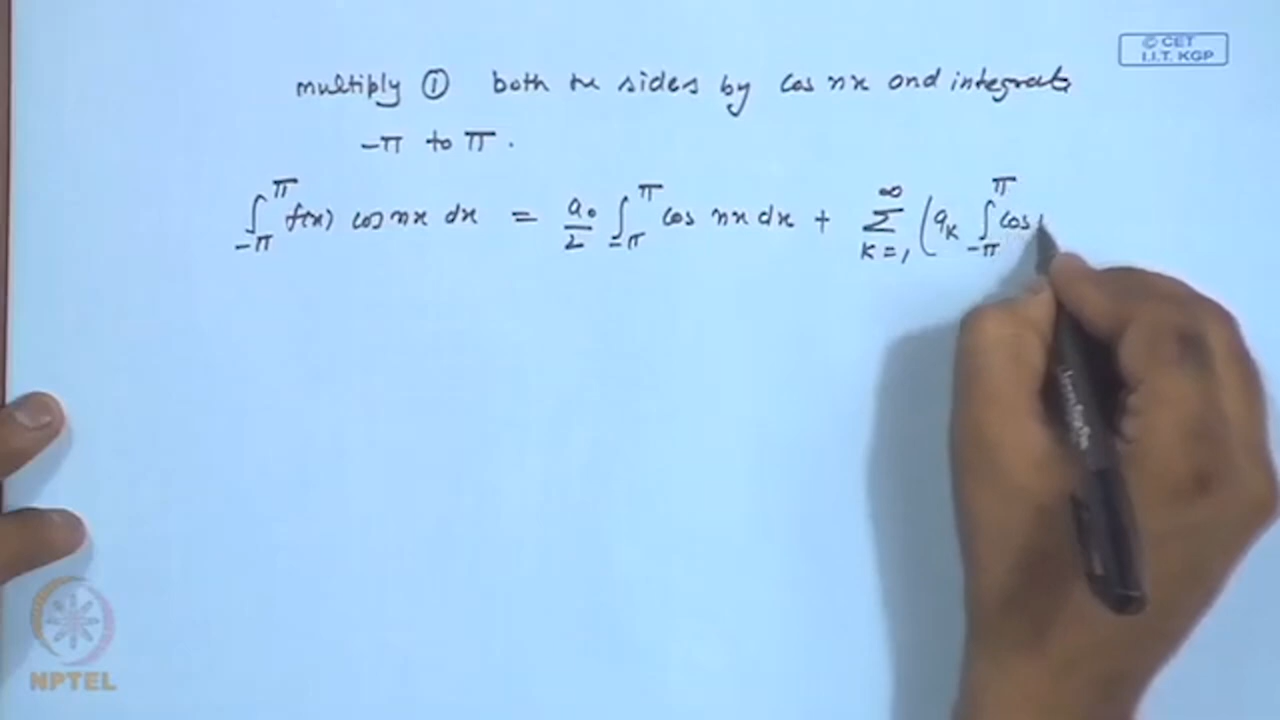 © CET
I.I.T. KGP
multiply ① both the sides by cos nx and integrate
-π to π.
∫_{-π}^{π} f(x) cos nx dx = a₀/2 ∫_{-π}^{π} cos nx dx + Σ_{K=1}^{∞} (a_K ∫_{-π}^{π} cos
NPTEL